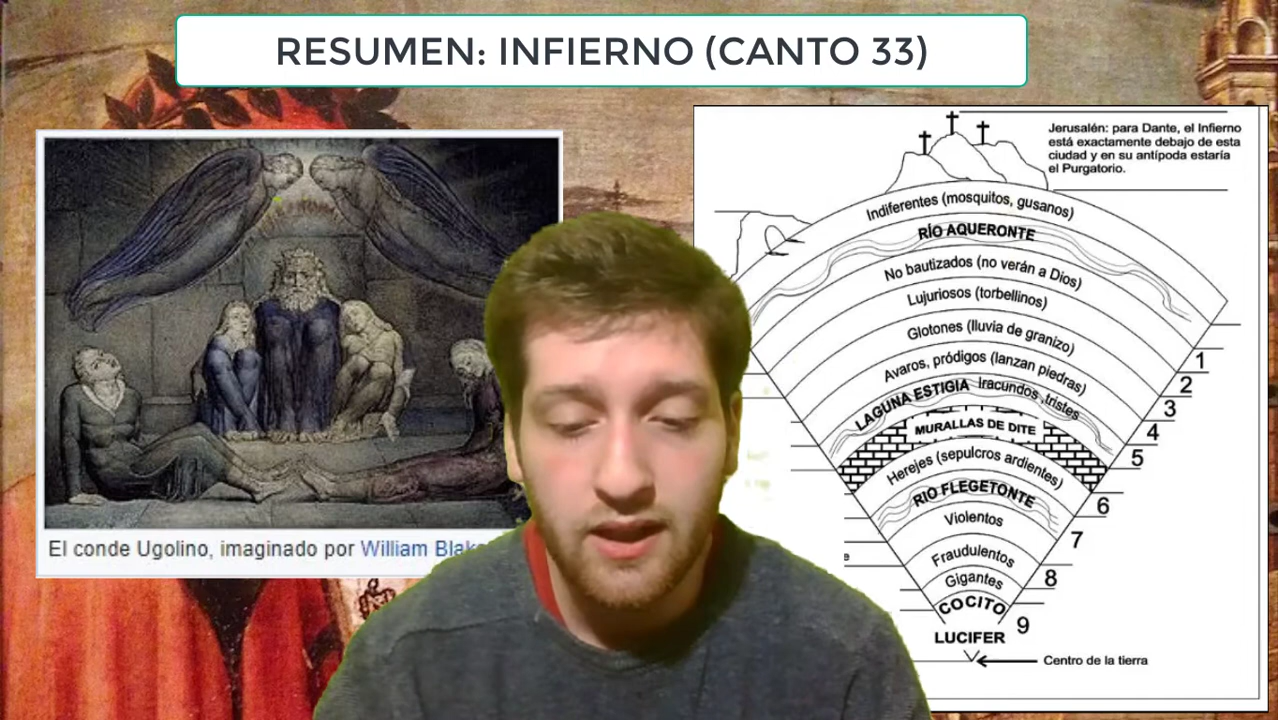 RESUMEN: INFIERNO (CANTO 33)
El conde Ugolino, imaginado por William Blake
Jerusalén: para Dante, el Infierno
está exactamente debajo de esta
ciudad y en su antípoda estaría
el Purgatorio.
Indiferentes (mosquitos, gusanos)
RÍO AQUERONTE
No bautizados (no verán a Dios)
Lujuriosos (torbellinos)
Glotones (lluvia de granizo)
Avaros, pródigos (lanzan piedras)
LAGUNA ESTIGIA Iracundos, tristes
MURALLAS DE DITE
Herejes (sepulcros ardientes)
RIO FLEGETONTE
Violentos
Fraudulentos
Gigantes
COCITO
LUCIFER
1
2
3
4
5
6
7
8
9
Centro de la tierra